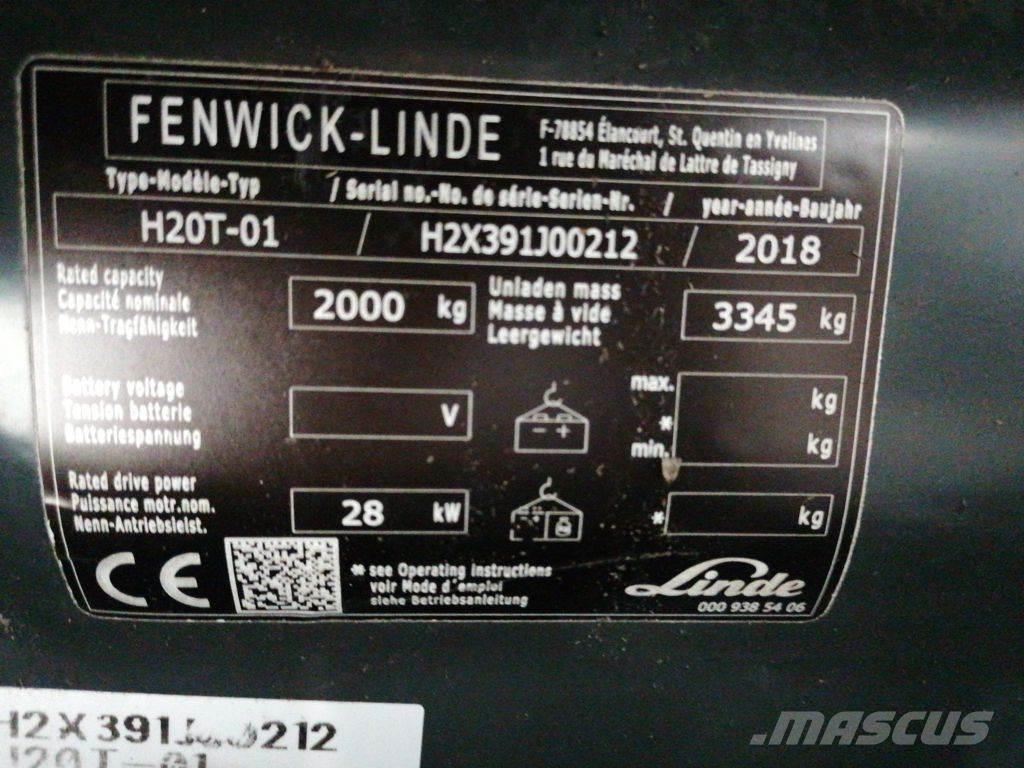 FENWICK-LINDE
F-78854 Élancourt, St. Quentin en Yvelines
1 rue du Maréchal de Lattre de Tassigny
Type-Modèle-Typ / Serial no.-No. de série-Serien-Nr. / year-année-Baujahr
H20T-01 / H2X391J00212 / 2018
Rated capacity
Capacité nominale
Nenn-Tragfähigkeit
2000 kg
Unladen mass
Masse à vide
Leergewicht
3345 kg
Battery voltage
Tension batterie
Batteriespannung
V
- +
max. kg
*
min. kg
Rated drive power
Puissance motr.nom.
Nenn-Antriebsleist.
28 kW
* kg
CE
* see Operating instructions
voir Mode d'emploi
siehe Betriebsanleitung
Linde
000 938 54 06
H2X391J00212
H20T-01
.MASCUS